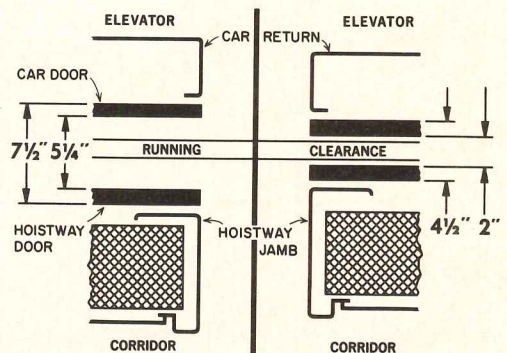 ELEVATOR
ELEVATOR
CAR RETURN
CAR DOOR
7½" 5¼"
RUNNING CLEARANCE
4½" 2"
HOISTWAY
DOOR
HOISTWAY
JAMB
CORRIDOR
CORRIDOR